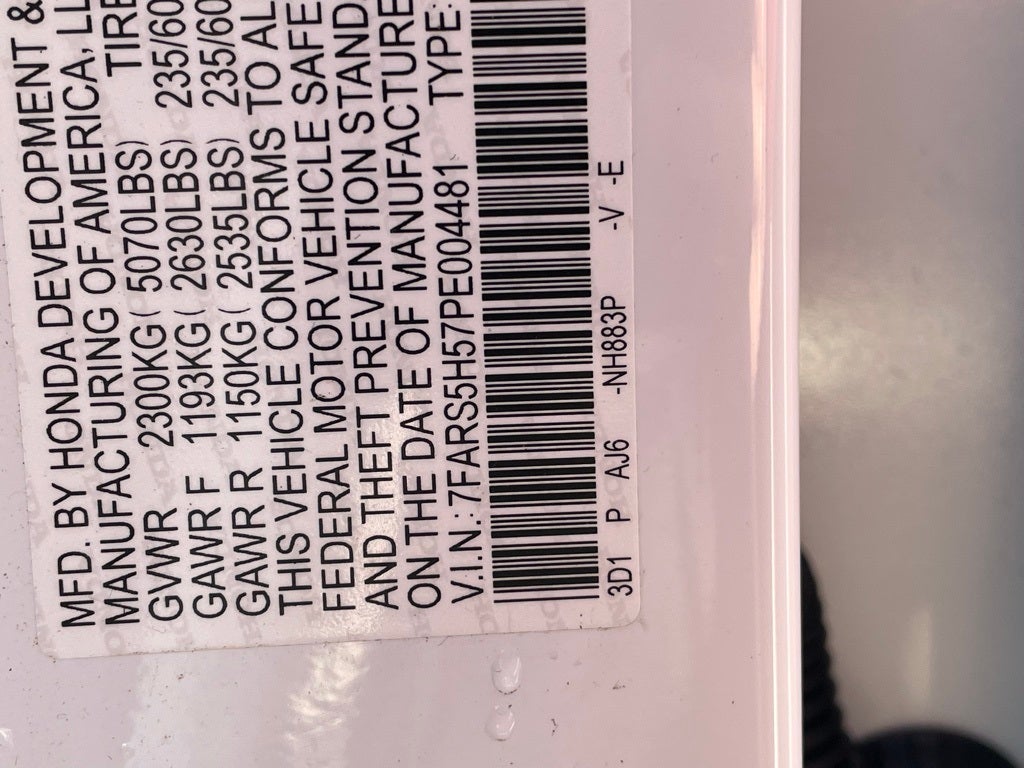 MFD. BY HONDA DEVELOPMENT &
MANUFACTURING OF AMERICA, LL
TIRE
GVWR 2300KG( 5070LBS) 235/60
GAWR F 1193KG( 2630LBS) 235/60
GAWR R 1150KG( 2535LBS)
THIS VEHICLE CONFORMS TO AL
FEDERAL MOTOR VEHICLE SAFE
AND THEFT PREVENTION STAND
ON THE DATE OF MANUFACTURE
V.I.N.: 7FARS5H57PE004481 TYPE:
3D1 P AJ6 -NH883P -V -E